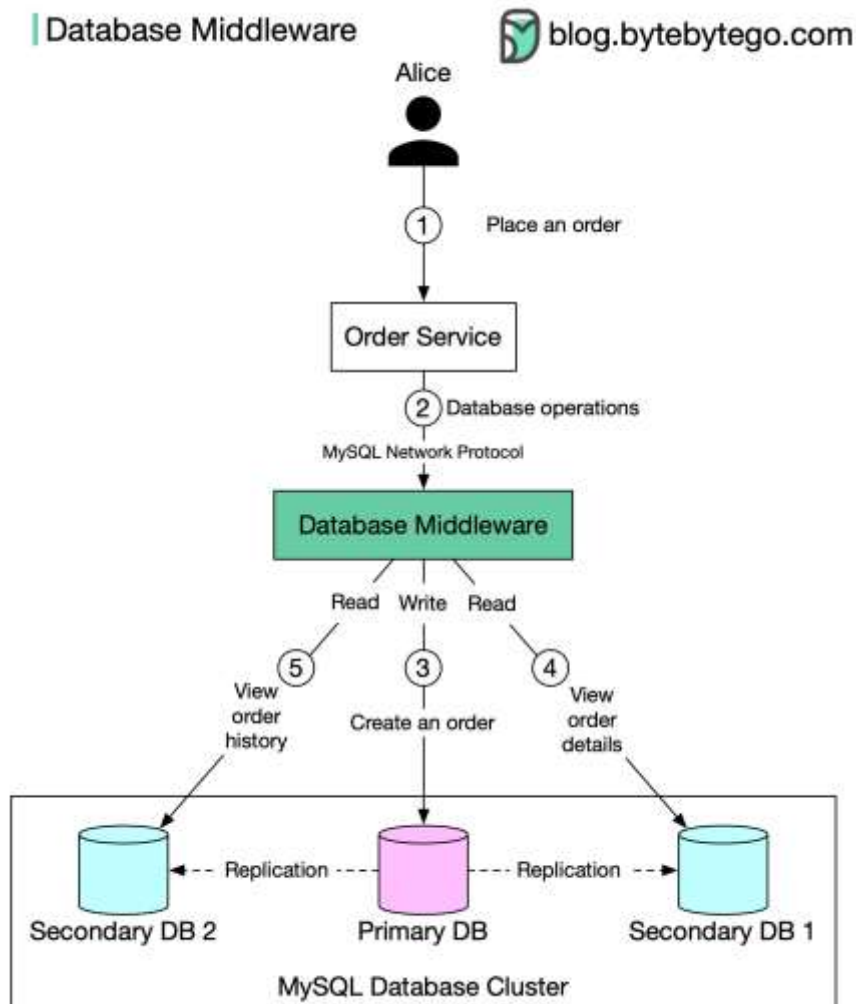 Database Middleware
blog.bytebytego.com
Alice
1
Place an order
Order Service
2
Database operations
MySQL Network Protocol
Database Middleware
Read
Write
Read
5
3
4
View
order
history
Create an order
View
order
details
Replication
Replication
Secondary DB 2
Primary DB
Secondary DB 1
MySQL Database Cluster